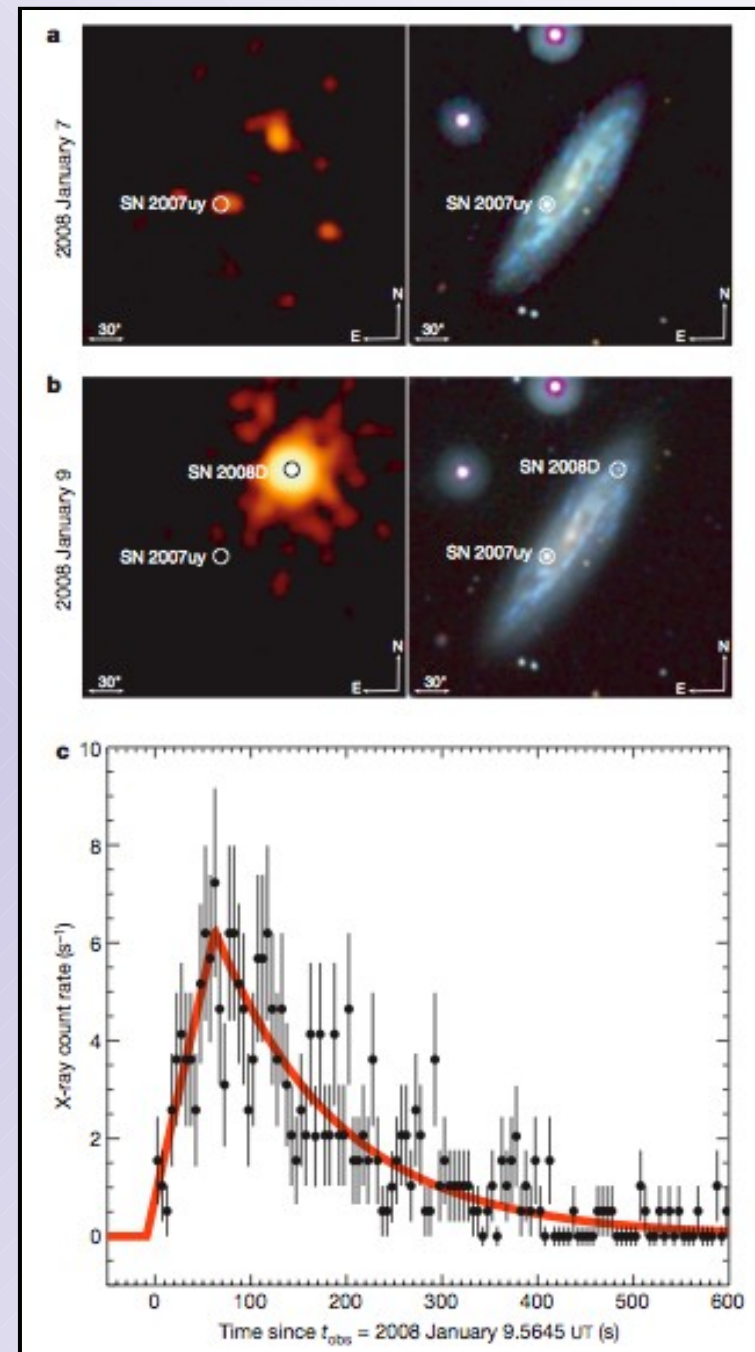 a
2008 January 7
SN 2007uy
SN 2007uy
30"
E
N
30"
E
N
b
2008 January 9
SN 2008D
SN 2007uy
SN 2008D
SN 2007uy
30"
E
N
30"
E
N
c
X-ray count rate (s⁻¹)
10
8
6
4
2
0
0 100 200 300 400 500 600
Time since t_obs = 2008 January 9.5645 UT (s)